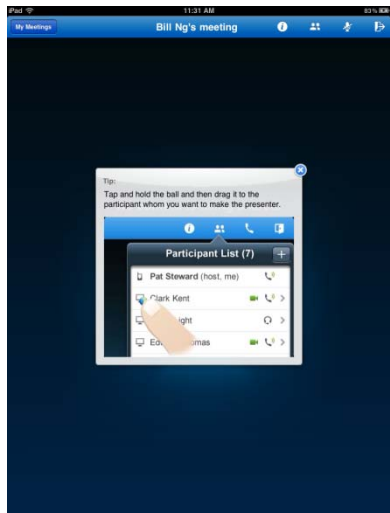 iPad 11:31 AM 83%
My Meetings Bill Ng's meeting
Tip:
Tap and hold the ball and then drag it to the
participant whom you want to make the presenter.
Participant List (7) +
Pat Steward (host, me)
Clark Kent
ight
Ed omas